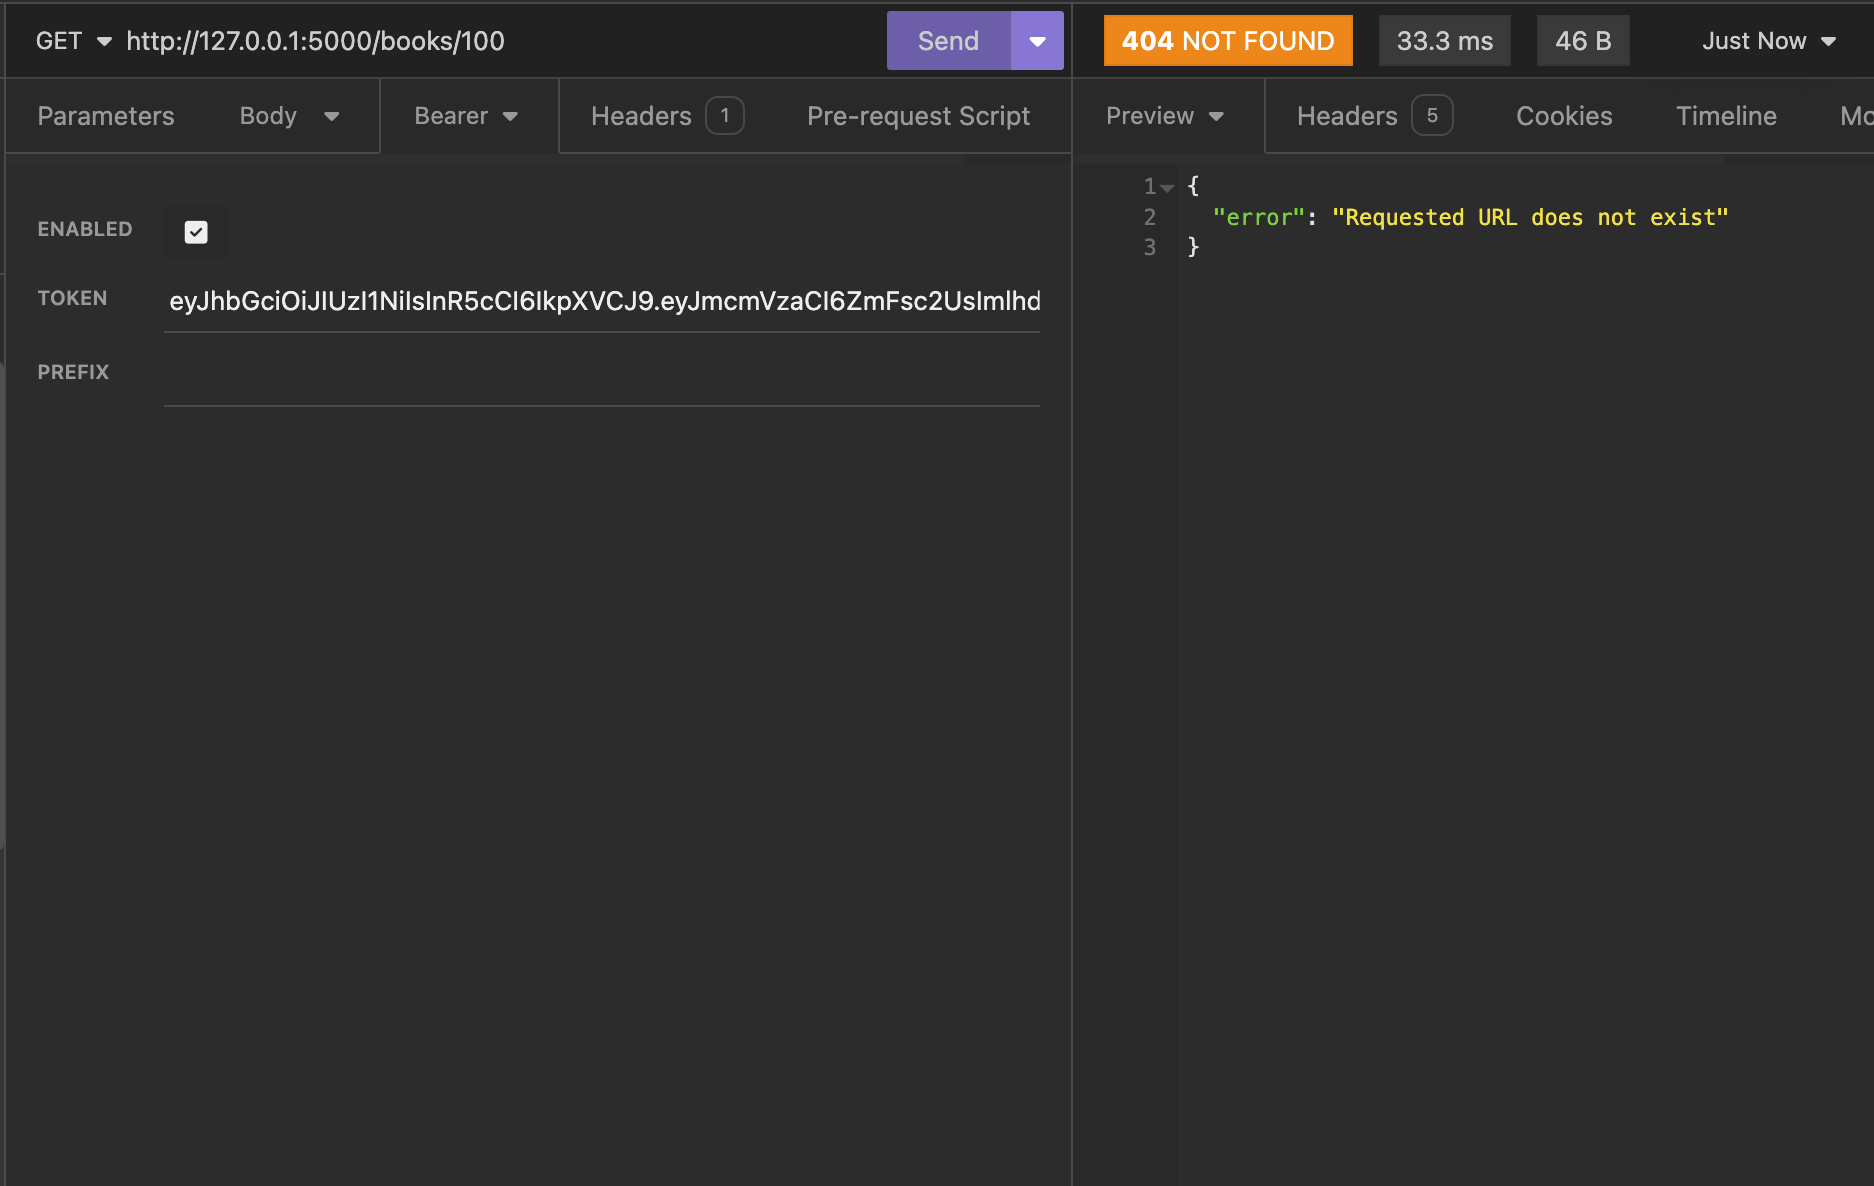 GET http://127.0.0.1:5000/books/100 Send
404 NOT FOUND 33.3 ms 46 B Just Now
Parameters Body Bearer Headers 1 Pre-request Script
Preview Headers 5 Cookies Timeline Mo
ENABLED
TOKEN eyJhbGciOiJIUzI1NiIsInR5cCI6IkpXVCJ9.eyJmcmVzaCI6ZmFsc2UsImlhd
PREFIX
1 {
2 "error": "Requested URL does not exist"
3 }